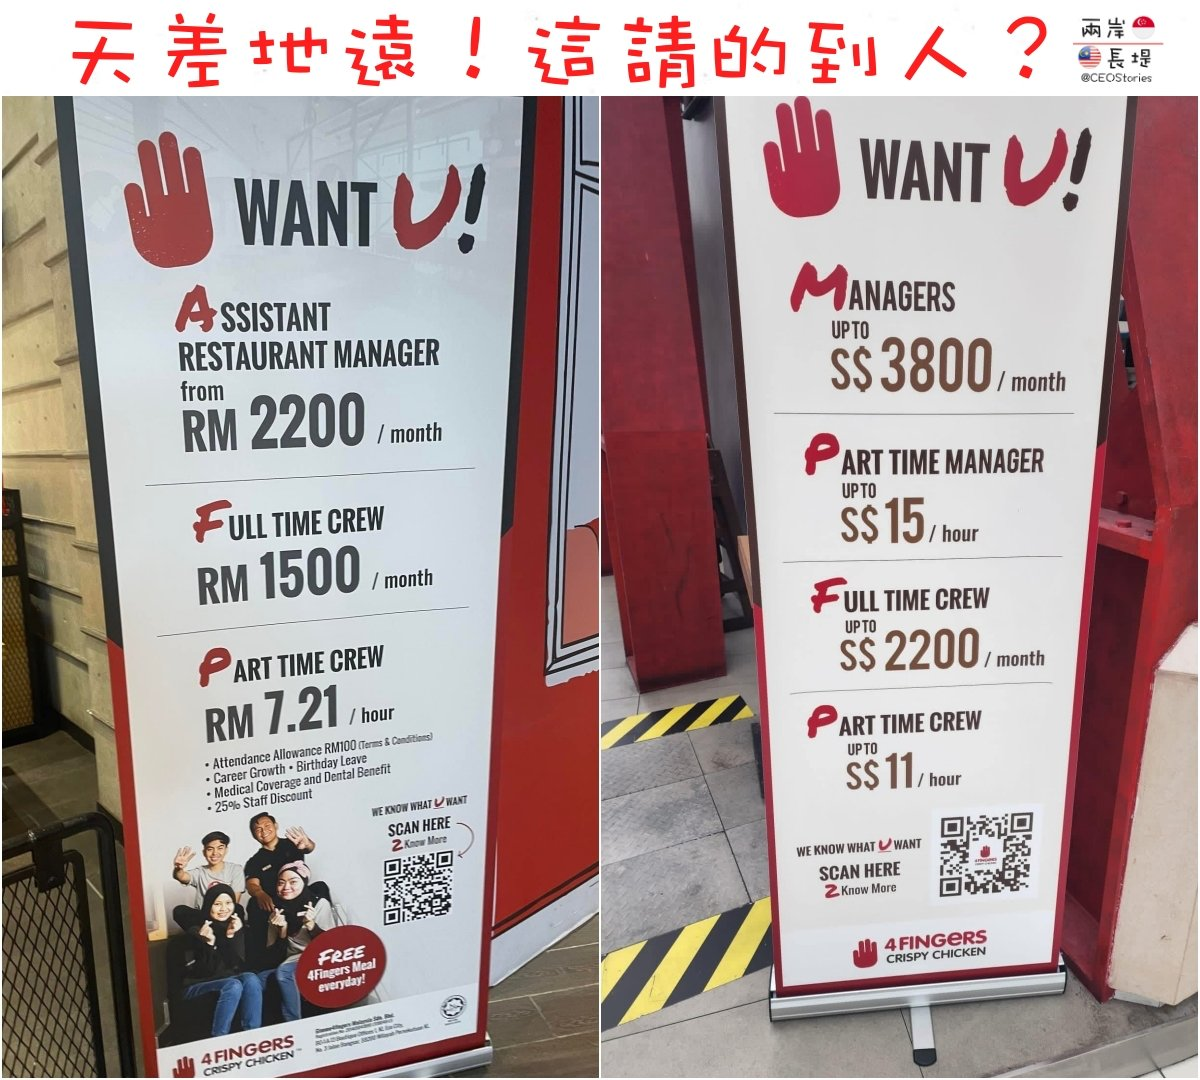 天差地遠！這請的到人？
兩岸
長堤
@CEOStories
WANT U!
ASSISTANT
RESTAURANT MANAGER
from
RM 2200 / month
FULL TIME CREW
RM 1500 / month
PART TIME CREW
RM 7.21 / hour
• Attendance Allowance RM100 (Terms & Conditions)
• Career Growth • Birthday Leave
• Medical Coverage and Dental Benefit
• 25% Staff Discount
WE KNOW WHAT U WANT
SCAN HERE
2 Know More
FREE
4Fingers Meal
everyday!
4FINGERS
CRISPY CHICKEN™
WANT U!
MANAGERS
UP TO
S$ 3800 / month
PART TIME MANAGER
UP TO
S$ 15 / hour
FULL TIME CREW
UP TO
S$ 2200 / month
PART TIME CREW
UP TO
S$ 11 / hour
WE KNOW WHAT U WANT
SCAN HERE
2 Know More
4FINGERS
CRISPY CHICKEN